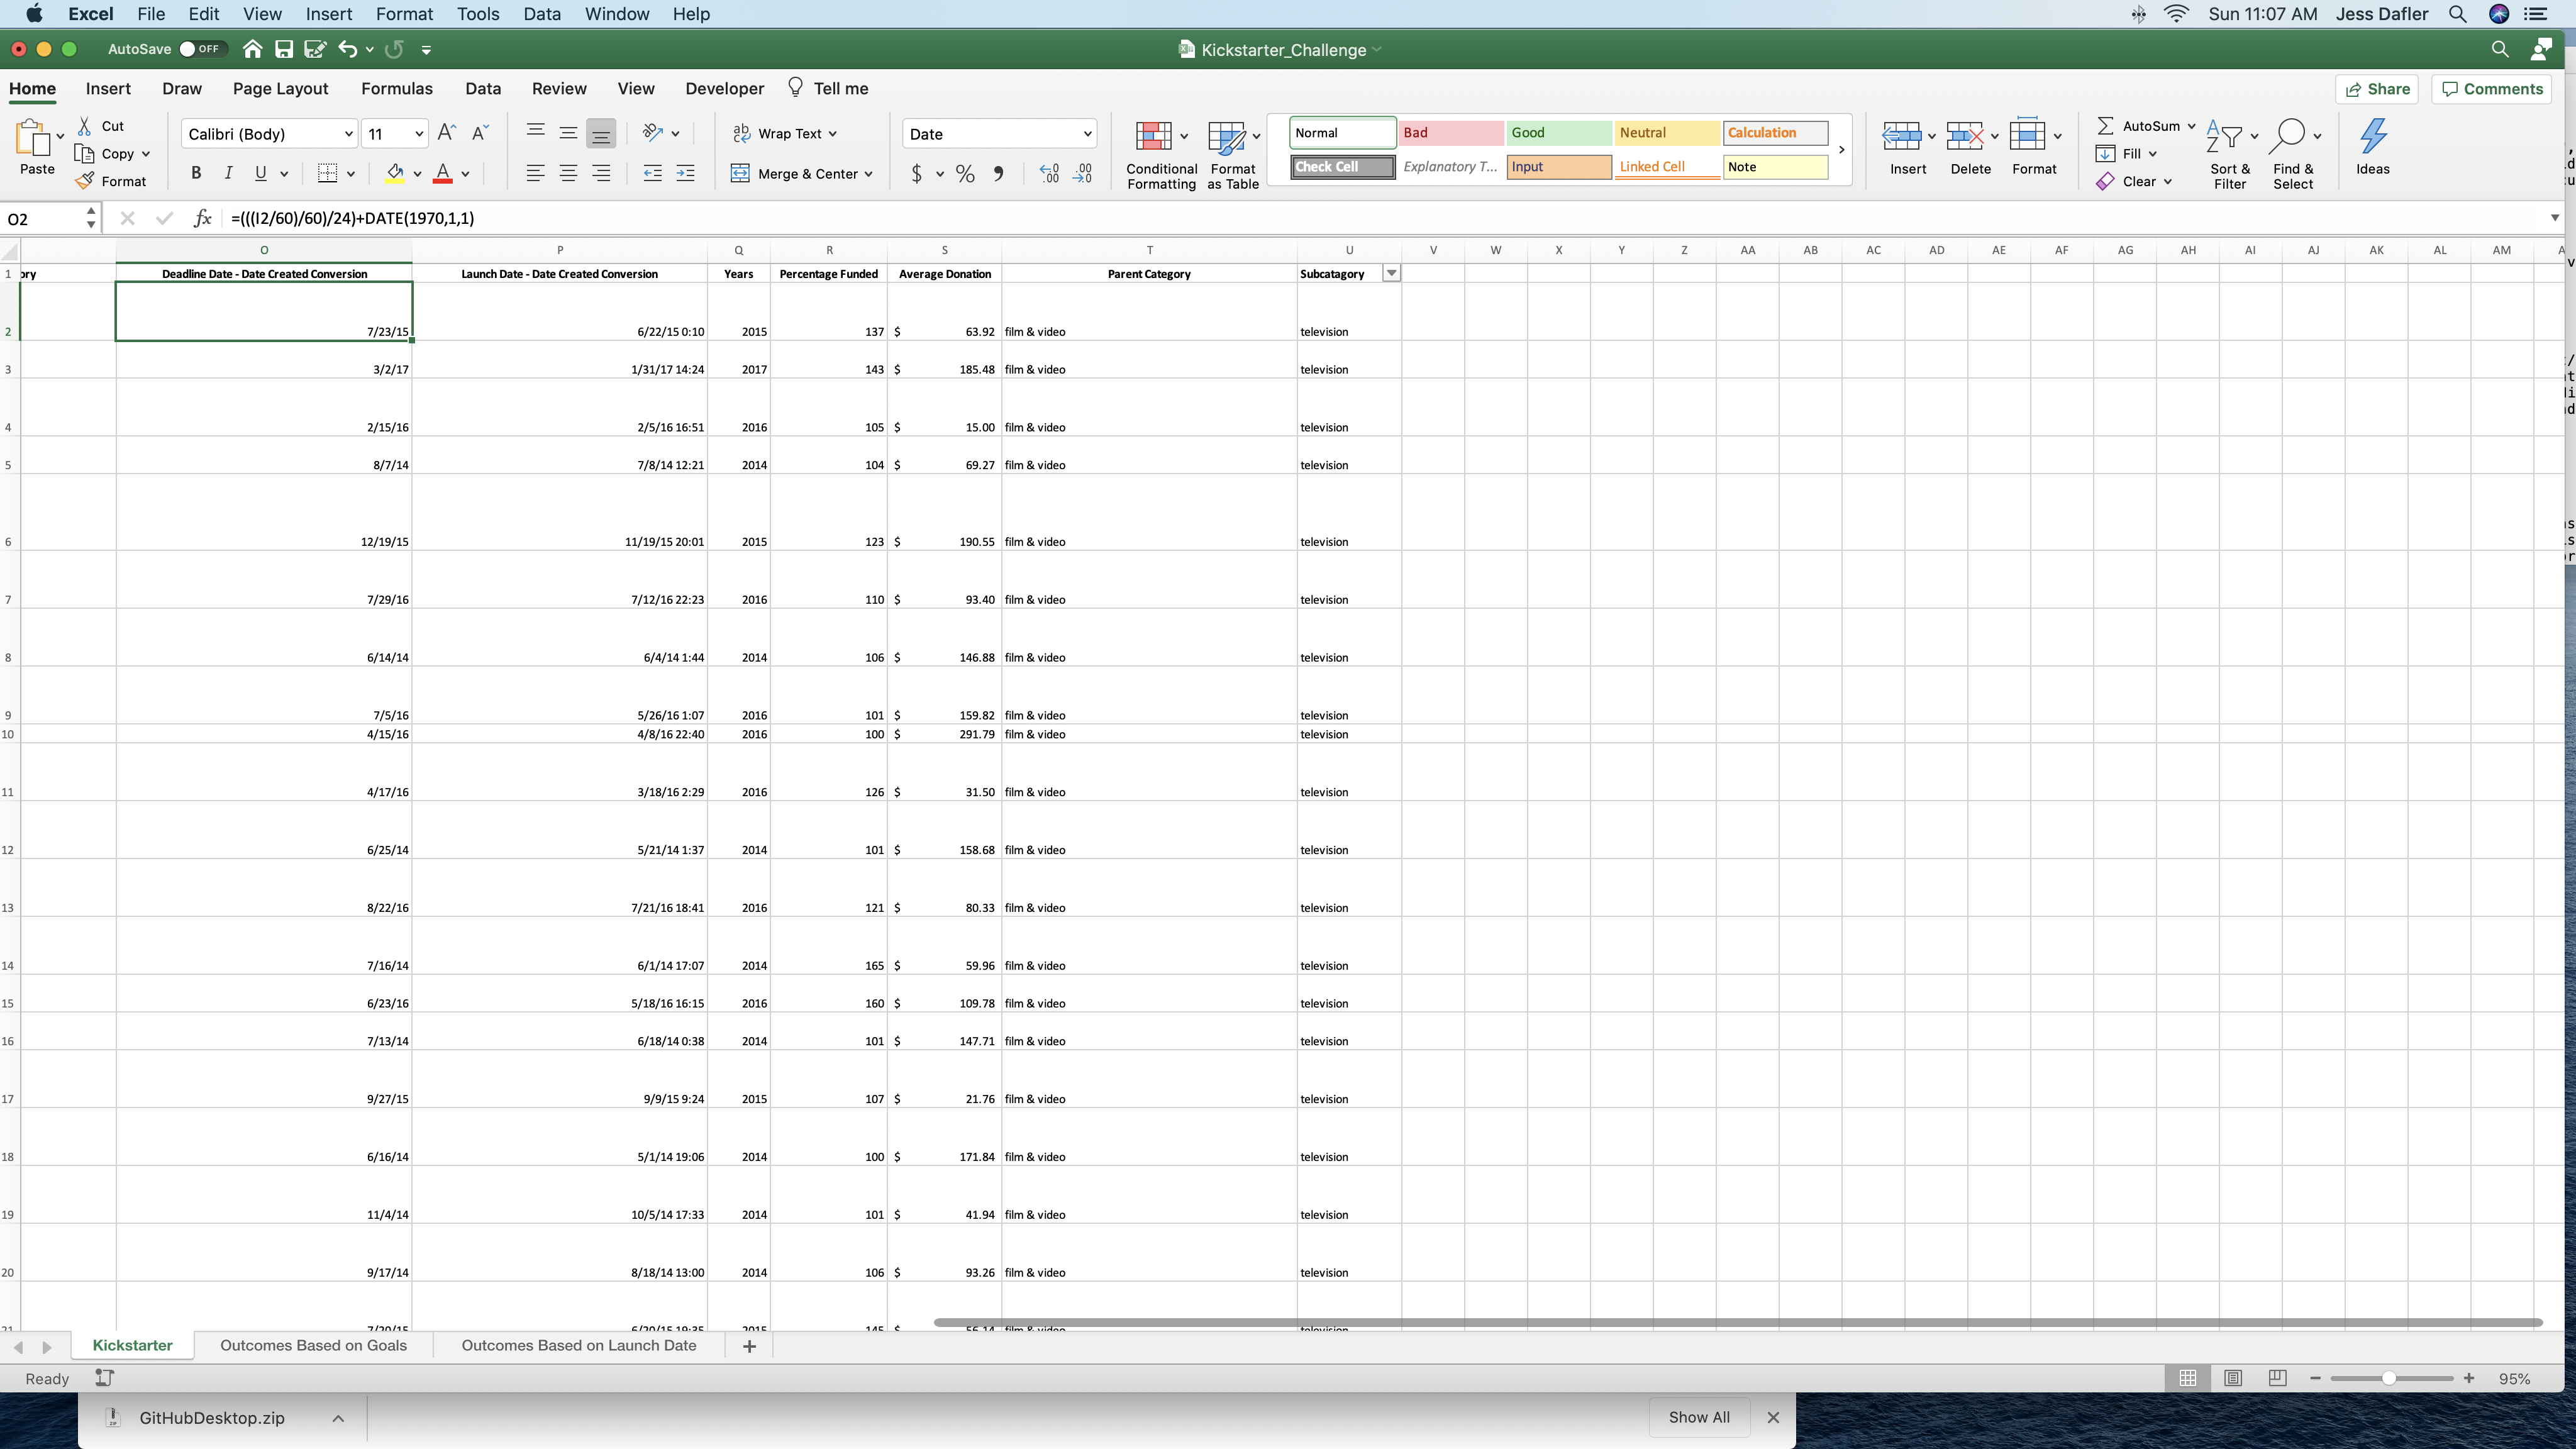 Excel File Edit View Insert Format Tools Data Window Help Sun 11:07 AM Jess Dafler
AutoSave OFF Kickstarter_Challenge
Home Insert Draw Page Layout Formulas Data Review View Developer Tell me Share Comments
Paste Cut Copy Format
Calibri (Body) 11 A A
B I U A
ab Wrap Text
Merge & Center
Date
$ % 
Conditional Formatting
Format as Table
Normal Bad Good Neutral Calculation
Check Cell Explanatory T... Input Linked Cell Note
Insert Delete Format
AutoSum
Fill
Clear
Sort & Filter
Find & Select
Ideas
O2 fx =(((I2/60)/60)/24)+DATE(1970,1,1)
O P Q R S T U V W X Y Z AA AB AC AD AE AF AG AH AI AJ AK AL AM
1 ory Deadline Date - Date Created Conversion Launch Date - Date Created Conversion Years Percentage Funded Average Donation Parent Category Subcatagory
2 7/23/15 6/22/15 0:10 2015 137 $ 63.92 film & video television
3 3/2/17 1/31/17 14:24 2017 143 $ 185.48 film & video television
4 2/15/16 2/5/16 16:51 2016 105 $ 15.00 film & video television
5 8/7/14 7/8/14 12:21 2014 104 $ 69.27 film & video television
6 12/19/15 11/19/15 20:01 2015 123 $ 190.55 film & video television
7 7/29/16 7/12/16 22:23 2016 110 $ 93.40 film & video television
8 6/14/14 6/4/14 1:44 2014 106 $ 146.88 film & video television
9 7/5/16 5/26/16 1:07 2016 101 $ 159.82 film & video television
10 4/15/16 4/8/16 22:40 2016 100 $ 291.79 film & video television
11 4/17/16 3/18/16 2:29 2016 126 $ 31.50 film & video television
12 6/25/14 5/21/14 1:37 2014 101 $ 158.68 film & video television
13 8/22/16 7/21/16 18:41 2016 121 $ 80.33 film & video television
14 7/16/14 6/1/14 17:07 2014 165 $ 59.96 film & video television
15 6/23/16 5/18/16 16:15 2016 160 $ 109.78 film & video television
16 7/13/14 6/18/14 0:38 2014 101 $ 147.71 film & video television
17 9/27/15 9/9/15 9:24 2015 107 $ 21.76 film & video television
18 6/16/14 5/1/14 19:06 2014 100 $ 171.84 film & video television
19 11/4/14 10/5/14 17:33 2014 101 $ 41.94 film & video television
20 9/17/14 8/18/14 13:00 2014 106 $ 93.26 film & video television
Kickstarter Outcomes Based on Goals Outcomes Based on Launch Date +
Ready 95%
GitHubDesktop.zip Show All